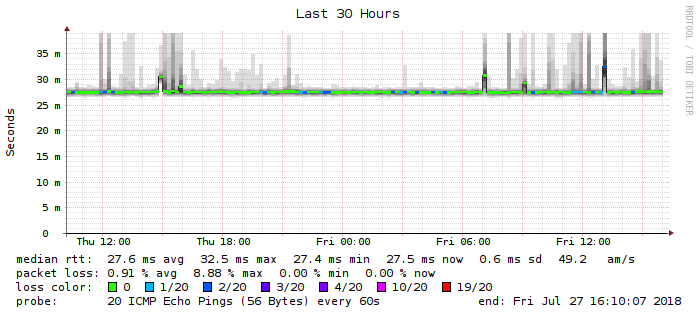 Last 30 Hours
RRDTOOL / TOBI OETIKER
Seconds
35 m
30 m
25 m
20 m
15 m
10 m
5 m
0
Thu 12:00 Thu 18:00 Fri 00:00 Fri 06:00 Fri 12:00
median rtt: 27.6 ms avg 32.5 ms max 27.4 ms min 27.5 ms now 0.6 ms sd 49.2 am/s
packet loss: 0.91 % avg 8.88 % max 0.00 % min 0.00 % now
loss color: 0 1/20 2/20 3/20 4/20 10/20 19/20
probe: 20 ICMP Echo Pings (56 Bytes) every 60s end: Fri Jul 27 16:10:07 2018